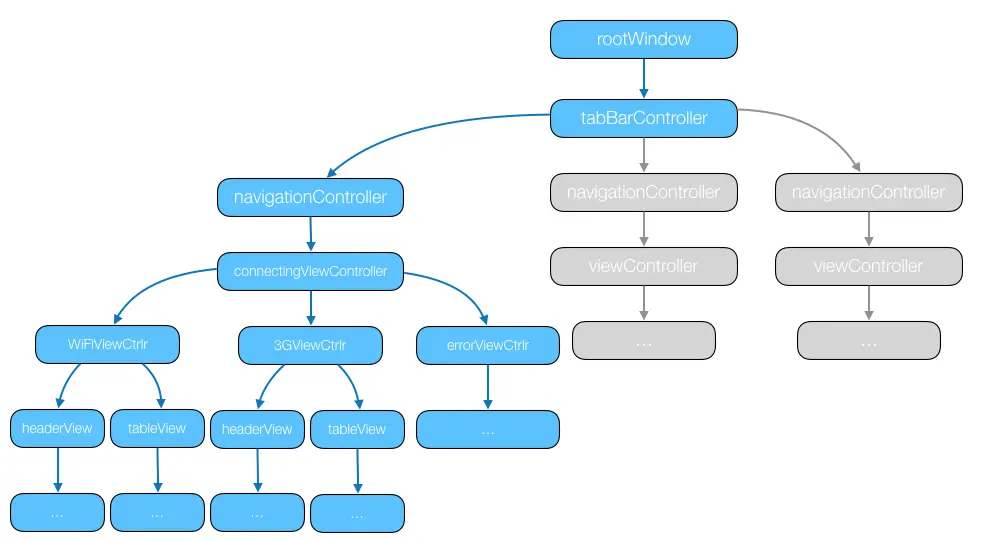 rootWindow
tabBarController
navigationController
navigationController
navigationController
connectingViewController
viewController
viewController
WiFiViewCtrlr
3GViewCtrlr
errorViewCtrlr
...
...
headerView
tableView
headerView
tableView
...
...
...
...
...